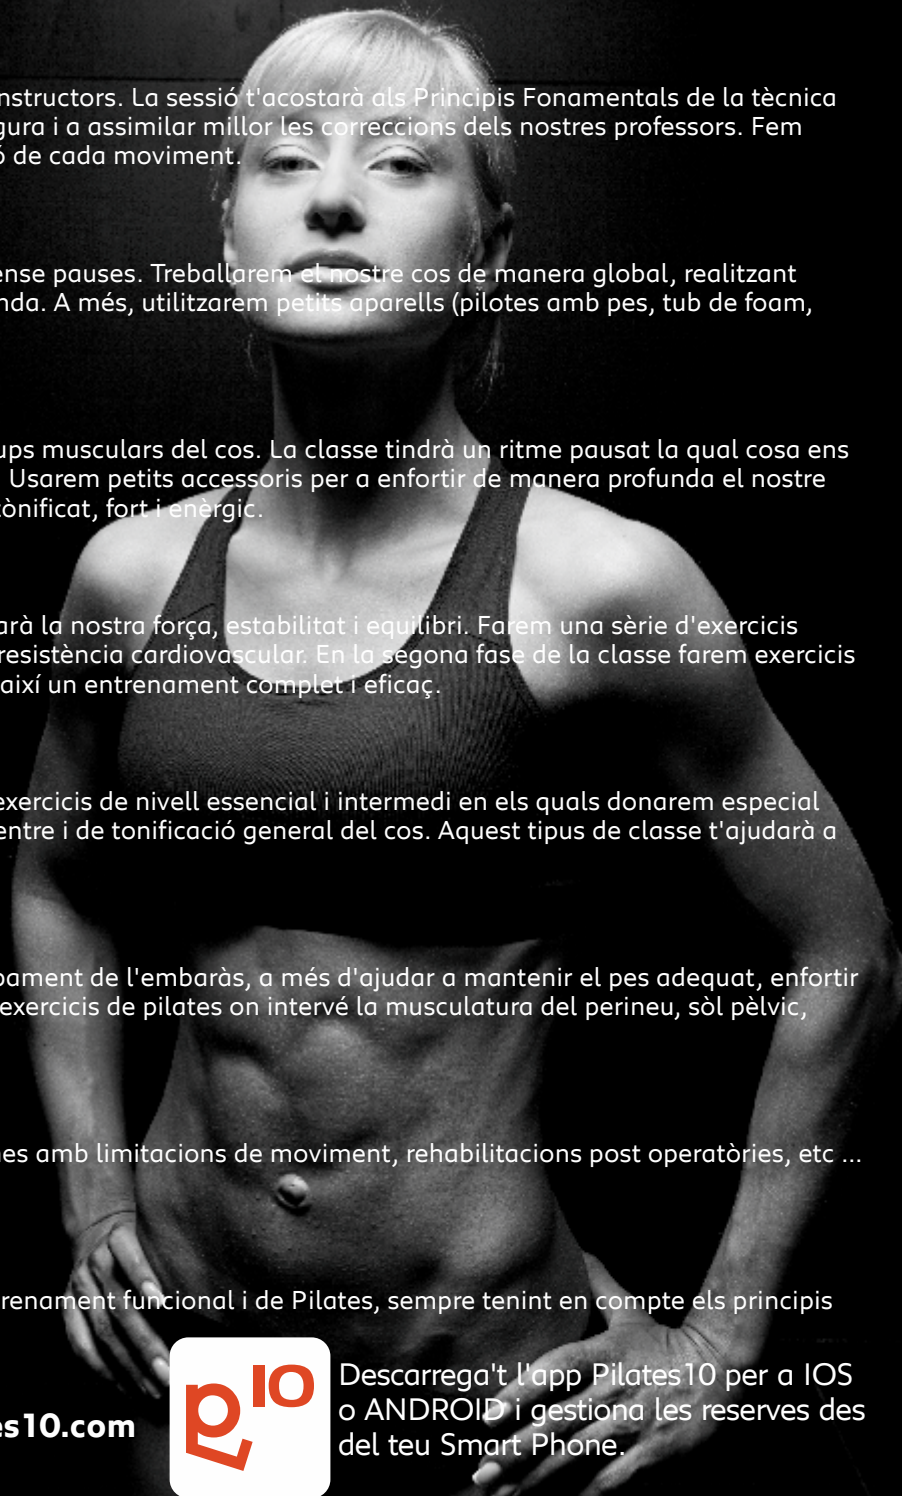 nstructors. La sessió t'acostarà als Principis Fonamentals de la tècnica
gura i a assimilar millor les correccions dels nostres professors. Fem
ó de cada moviment.
ense pauses. Treballarem el nostre cos de manera global, realitzant
nda. A més, utilitzarem petits aparells (pilotes amb pes, tub de foam,
ups musculars del cos. La classe tindrà un ritme pausat la qual cosa ens
Usarem petits accessoris per a enfortir de manera profunda el nostre
tònificat, fort i enèrgic.
arà la nostra força, estabilitat i equilibri. Farem una sèrie d'exercicis
resistència cardiovascular. En la segona fase de la classe farem exercicis
així un entrenament complet i eficaç.
exercicis de nivell essencial i intermedi en els quals donarem especial
entre i de tonificació general del cos. Aquest tipus de classe t'ajudarà a
pament de l'embaràs, a més d'ajudar a mantenir el pes adequat, enfortir
exercicis de pilates on intervé la musculatura del perineu, sòl pèlvic,
nes amb limitacions de moviment, rehabilitacions post operatòries, etc ...
renament funcional i de Pilates, sempre tenint en compte els principis
es10.com
p10
Descarrega't l'app Pilates10 per a IOS
o ANDROID i gestiona les reserves des
del teu Smart Phone.